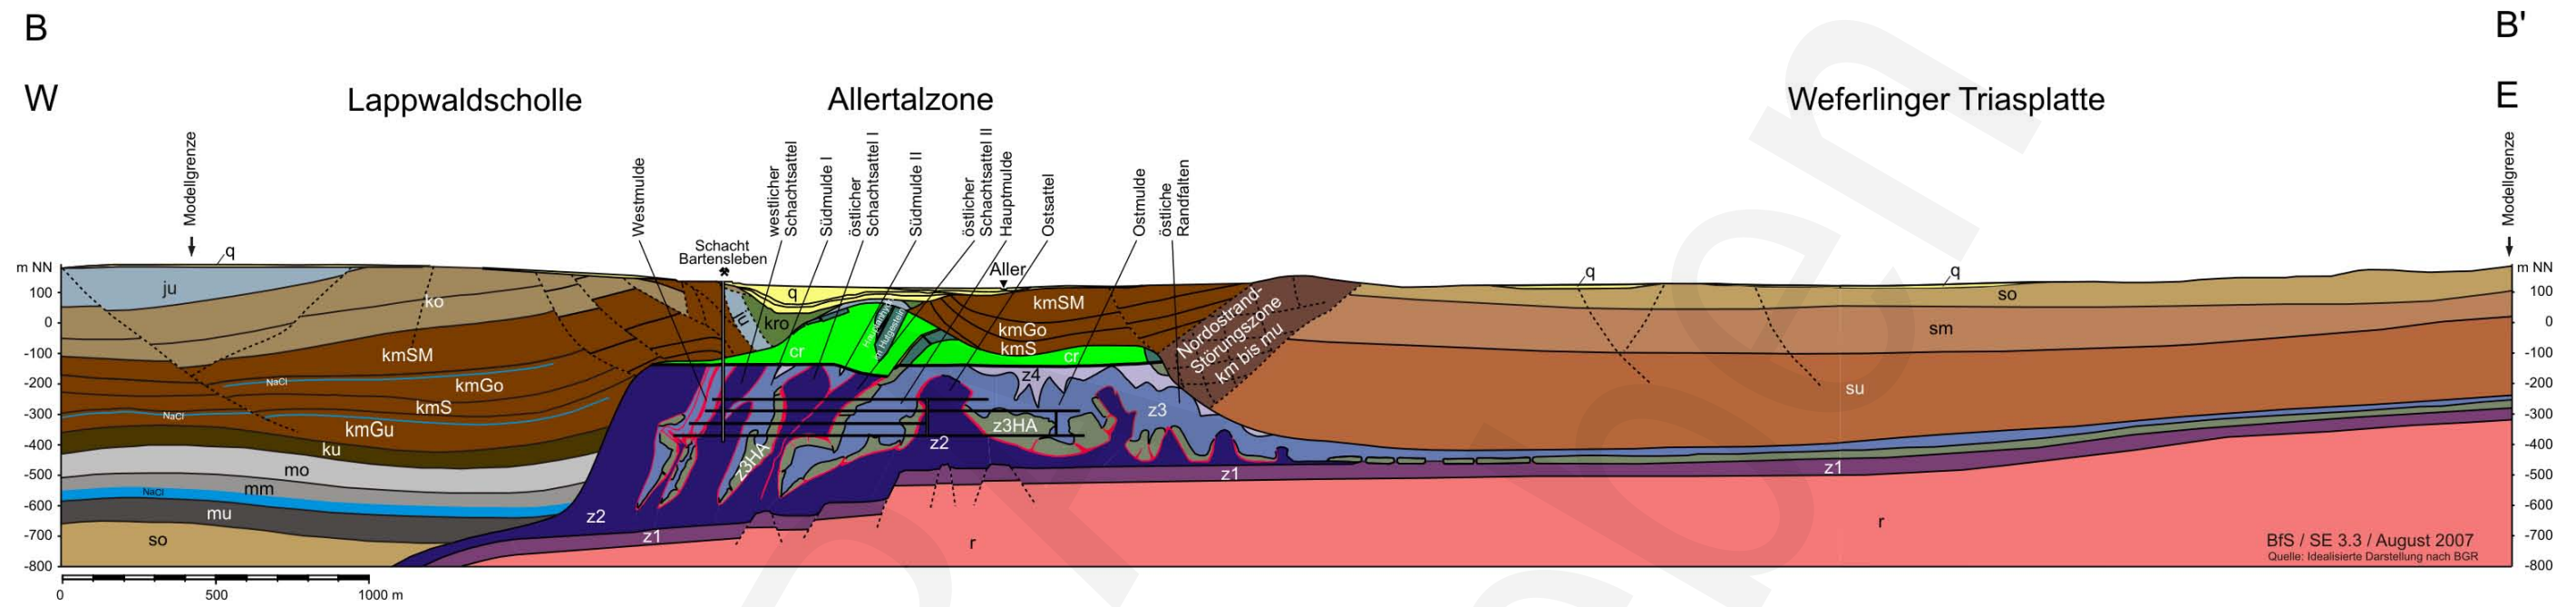 B
B'
W
Lappwaldscholle
Allertalzone
Weferlinger Triasplatte
E
Modellgrenze
Westmulde
Schacht
Bartensleben
westlicher
Schachtsattel
Südmulde I
östlicher
Schachtsattel I
Südmulde II
östlicher
Schachtsattel II
Hauptmulde
Ostsattel
Ostmulde
östliche
Randfalten
Modellgrenze
Aller
m NN
100
0
-100
-200
-300
-400
-500
-600
-700
-800
m NN
100
0
-100
-200
-300
-400
-500
-600
-700
-800
q
ju
ko
kmSM
NaCl
kmGo
kmS
NaCl
kmGu
ku
mo
mm
NaCl
mu
so
z2
z1
ju
q
kro
cr
kmSM
kmGo
kmS
cr
z4
z3
z3HA
z3HA
z2
z1
r
Nordostrand-
Störungszone
km bis mu
q
q
so
sm
su
z1
r
BfS / SE 3.3 / August 2007
Quelle: Idealisierte Darstellung nach BGR
0
500
1000 m